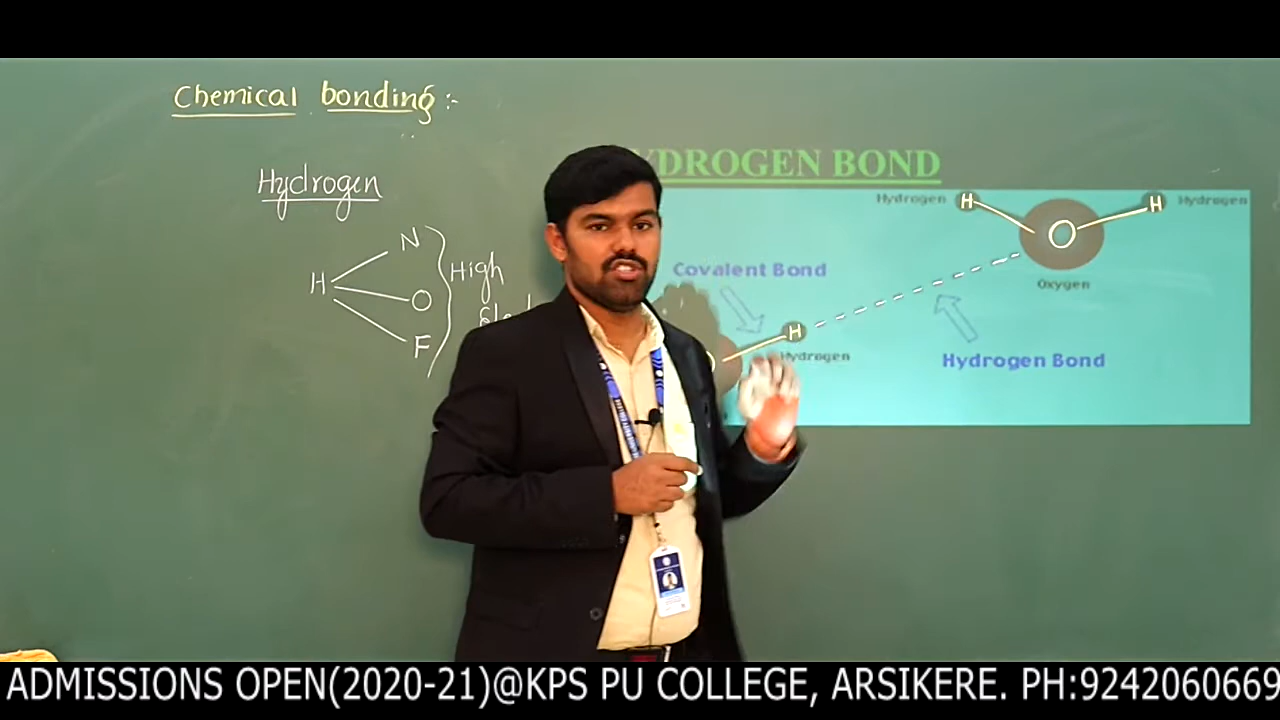 Chemical bonding :-
Hydrogen
HYDROGEN BOND
Hydrogen
H
H
Hydrogen
O
Oxygen
N
H
O
F
High
Covalent Bond
H
Hydrogen
Hydrogen Bond
ADMISSIONS OPEN(2020-21)@KPS PU COLLEGE, ARSIKERE. PH:9242060669